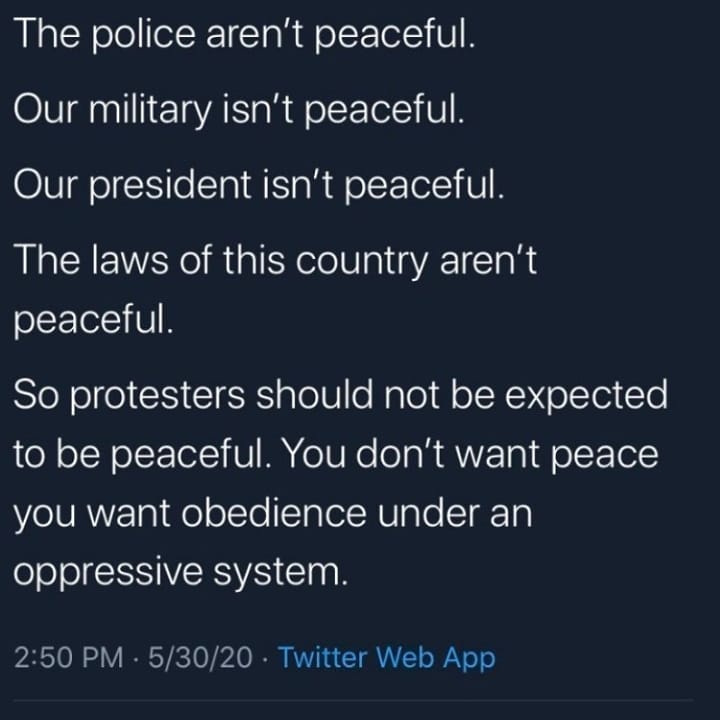 The police aren’t peaceful.
Our military isn’t peaceful.
Our president isn’t peaceful.
The laws of this country aren’t
peaceful.
So protesters should not be expected
to be peaceful. You don’t want peace
you want obedience under an
oppressive system.
2:50 PM · 5/30/20 · Twitter Web App